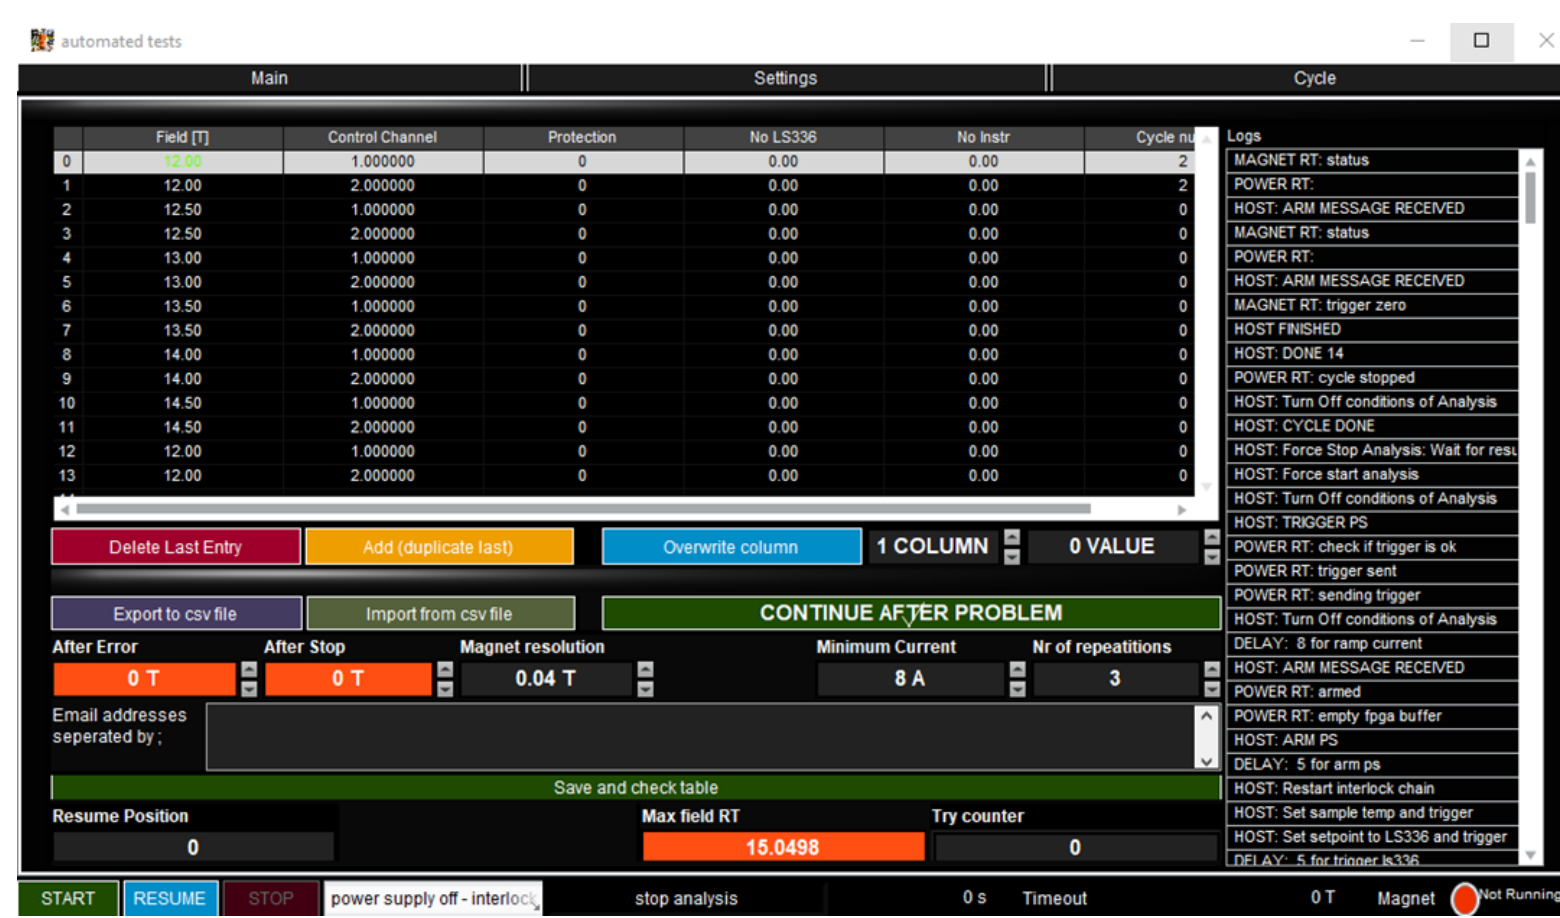 automated tests
Main Settings Cycle
Field [T] Control Channel Protection No LS336 No Instr Cycle nu
0 12.00 1.000000 0 0.00 0.00 2
1 12.00 2.000000 0 0.00 0.00 2
2 12.50 1.000000 0 0.00 0.00 0
3 12.50 2.000000 0 0.00 0.00 0
4 13.00 1.000000 0 0.00 0.00 0
5 13.00 2.000000 0 0.00 0.00 0
6 13.50 1.000000 0 0.00 0.00 0
7 13.50 2.000000 0 0.00 0.00 0
8 14.00 1.000000 0 0.00 0.00 0
9 14.00 2.000000 0 0.00 0.00 0
10 14.50 1.000000 0 0.00 0.00 0
11 14.50 2.000000 0 0.00 0.00 0
12 12.00 1.000000 0 0.00 0.00 0
13 12.00 2.000000 0 0.00 0.00 0
Delete Last Entry Add (duplicate last) Overwrite column 1 COLUMN 0 VALUE
Export to csv file Import from csv file CONTINUE AFTER PROBLEM
After Error After Stop Magnet resolution Minimum Current Nr of repeatitions
0 T 0 T 0.04 T 8 A 3
Email addresses
seperated by ;
Save and check table
Resume Position Max field RT Try counter
0 15.0498 0
Logs
MAGNET RT: status
POWER RT:
HOST: ARM MESSAGE RECEIVED
MAGNET RT: status
POWER RT:
HOST: ARM MESSAGE RECEIVED
MAGNET RT: trigger zero
HOST FINISHED
HOST: DONE 14
POWER RT: cycle stopped
HOST: Turn Off conditions of Analysis
HOST: CYCLE DONE
HOST: Force Stop Analysis: Wait for resu
HOST: Force start analysis
HOST: Turn Off conditions of Analysis
HOST: TRIGGER PS
POWER RT: check if trigger is ok
POWER RT: trigger sent
POWER RT: sending trigger
HOST: Turn Off conditions of Analysis
DELAY: 8 for ramp current
HOST: ARM MESSAGE RECEIVED
POWER RT: armed
POWER RT: empty fpga buffer
HOST: ARM PS
DELAY: 5 for arm ps
HOST: Restart interlock chain
HOST: Set sample temp and trigger
HOST: Set setpoint to LS336 and trigger
DELAY: 5 for trigger ls336
START RESUME STOP power supply off - interlock stop analysis 0 s Timeout 0 T Magnet Not Running